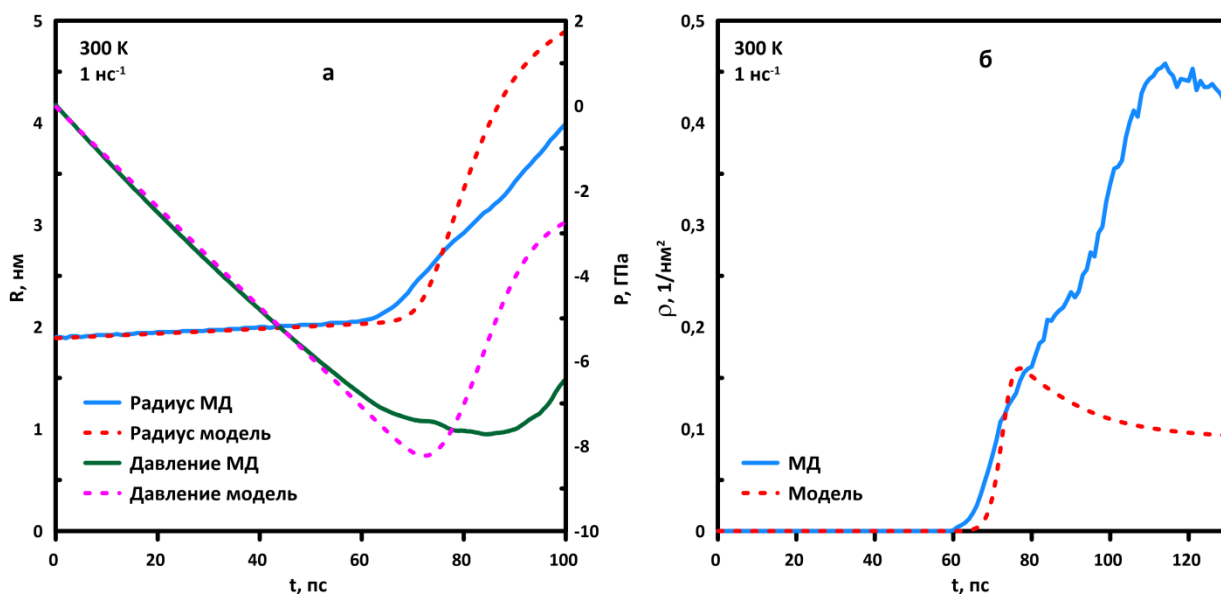 300 K
1 нс⁻¹
а
R, нм
5
4
3
2
1
0
P, ГПа
2
0
-2
-4
-6
-8
-10
Радиус МД
Радиус модель
Давление МД
Давление модель
0 20 40 60 80 100
t, пс
300 K
1 нс⁻¹
б
ρ, 1/нм²
0,5
0,4
0,3
0,2
0,1
0
МД
Модель
0 20 40 60 80 100 120
t, пс